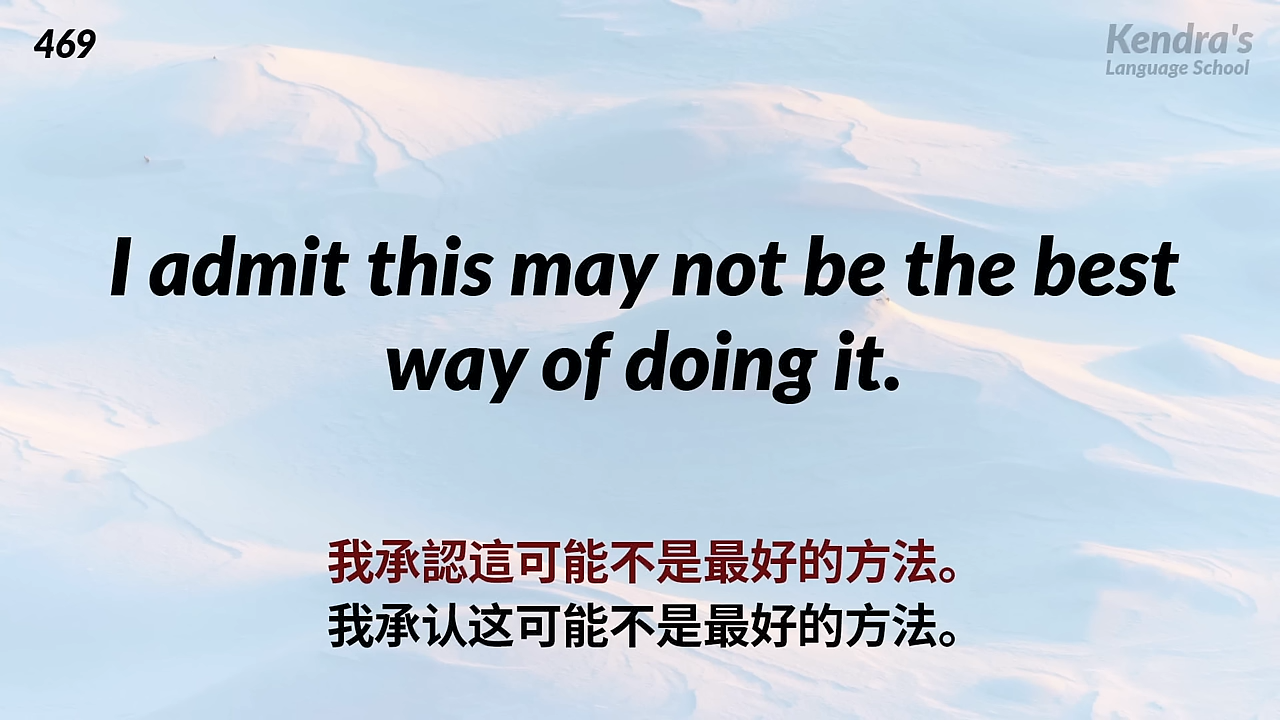 469
Kendra's
Language School
I admit this may not be the best
way of doing it.
我承認這可能不是最好的方法。
我承认这可能不是最好的方法。